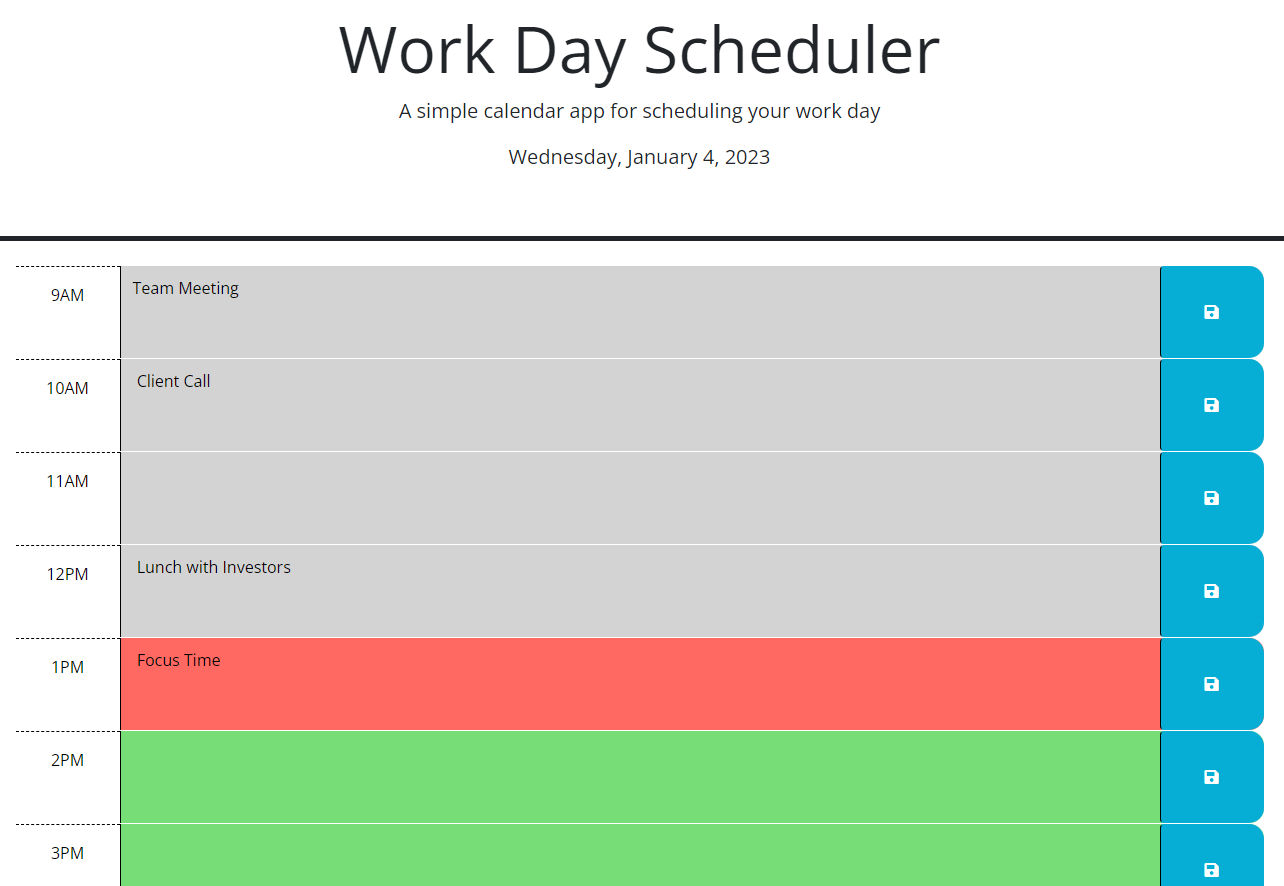 Work Day Scheduler
A simple calendar app for scheduling your work day
Wednesday, January 4, 2023
9AM
Team Meeting
10AM
Client Call
11AM
12PM
Lunch with Investors
1PM
Focus Time
2PM
3PM